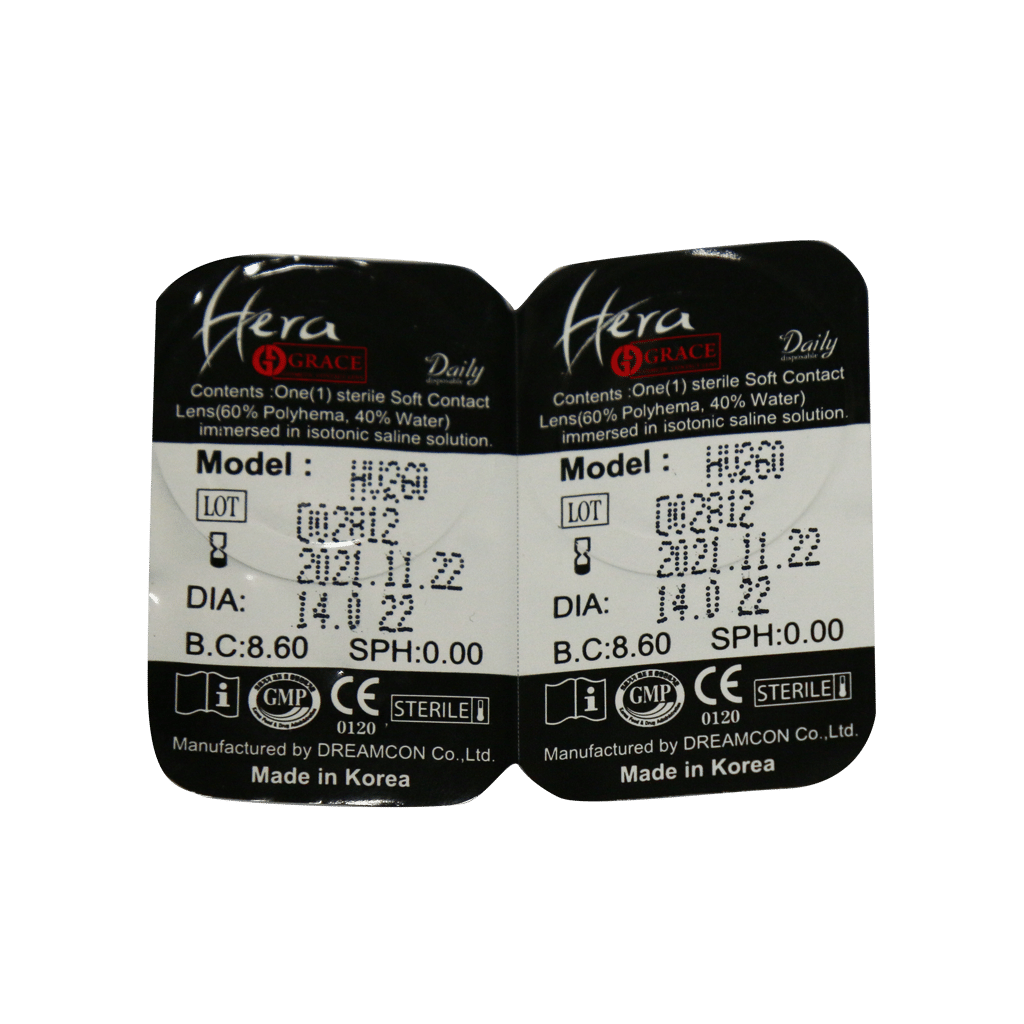 Hera
GRACE
Daily
disposable
Contents :One(1) sterile Soft Contact
Lens(60% Polyhema, 40% Water)
immersed in isotonic saline solution.
Model : HV260
LOT
2021.11.22
DIA: 14.0 22
B.C:8.60 SPH:0.00
i
GMP
CE
0120
STERILE
Manufactured by DREAMCON Co.,Ltd.
Made in Korea
Hera
GRACE
Daily
disposable
Contents :One(1) sterile Soft Contact
Lens(60% Polyhema, 40% Water)
immersed in isotonic saline solution.
Model : HV260
LOT
2021.11.22
DIA: 14.0 22
B.C:8.60 SPH:0.00
i
GMP
CE
0120
STERILE
Manufactured by DREAMCON Co.,Ltd.
Made in Korea